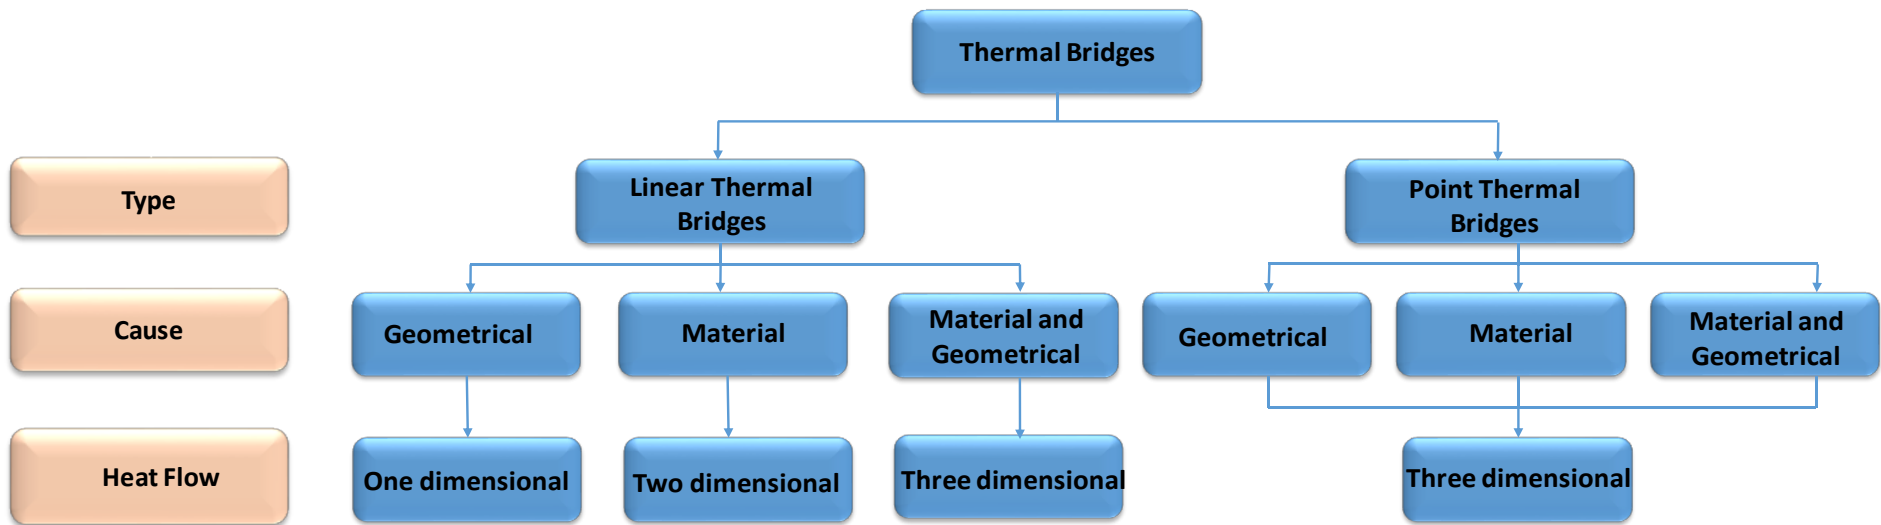 Thermal Bridges
Type
Linear Thermal
Bridges
Point Thermal
Bridges
Cause
Geometrical
Material
Material and
Geometrical
Geometrical
Material
Material and
Geometrical
Heat Flow
One dimensional
Two dimensional
Three dimensional
Three dimensional